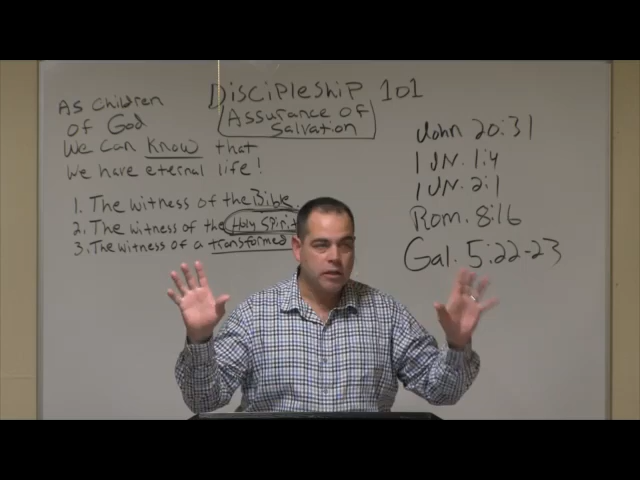 Discipleship 101
Assurance of
Salvation
As Children
of God
We can know that
We have eternal life!
1. The witness of the Bible.
2. The witness of the Holy Spirit
3. The witness of a transformed
John 20:31
1 JN. 1:4
1 JN. 2:1
Rom. 8:16
Gal. 5:22-23